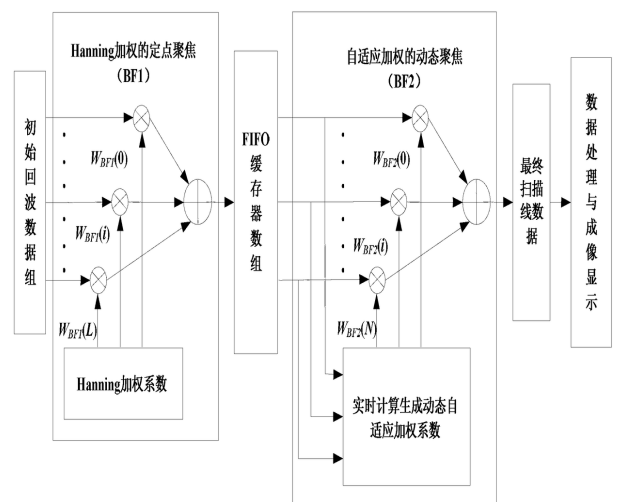 Hanning加权的定点聚焦
（BF1）
自适应加权的动态聚焦
（BF2）
初始回波数据组
W_BF1(0)
W_BF1(i)
W_BF1(L)
Hanning加权系数
FIFO
缓存器数组
W_BF2(0)
W_BF2(i)
W_BF2(N)
实时计算生成动态自
适应加权系数
最终扫描线数据
数据处理与成像显示